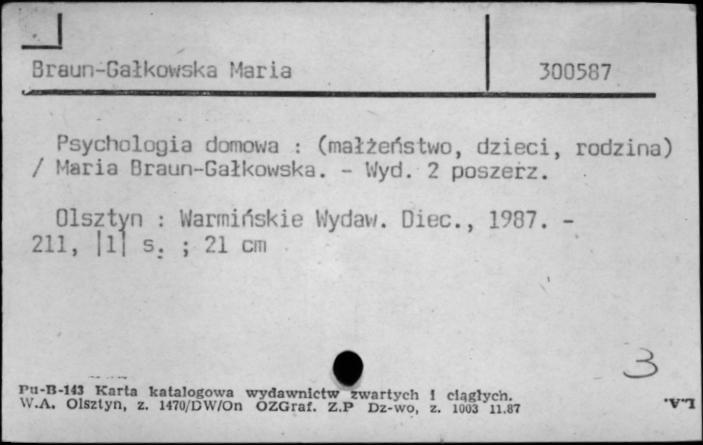 Braun-Gałkowska Maria
300587
Psychologia domowa : (małżeństwo, dzieci, rodzina)
/ Maria Braun-Gałkowska. - Wyd. 2 poszerz.
Olsztyn : Warmińskie Wydaw. Diec., 1987. -
211, |1| s. ; 21 cm
3
Pu-B-143 Karta katalogowa wydawnictw zwartych i ciągłych.
W.A. Olsztyn, z. 1470/DW/On OZGraf. Z.P Dz-wo, z. 1003 11.87